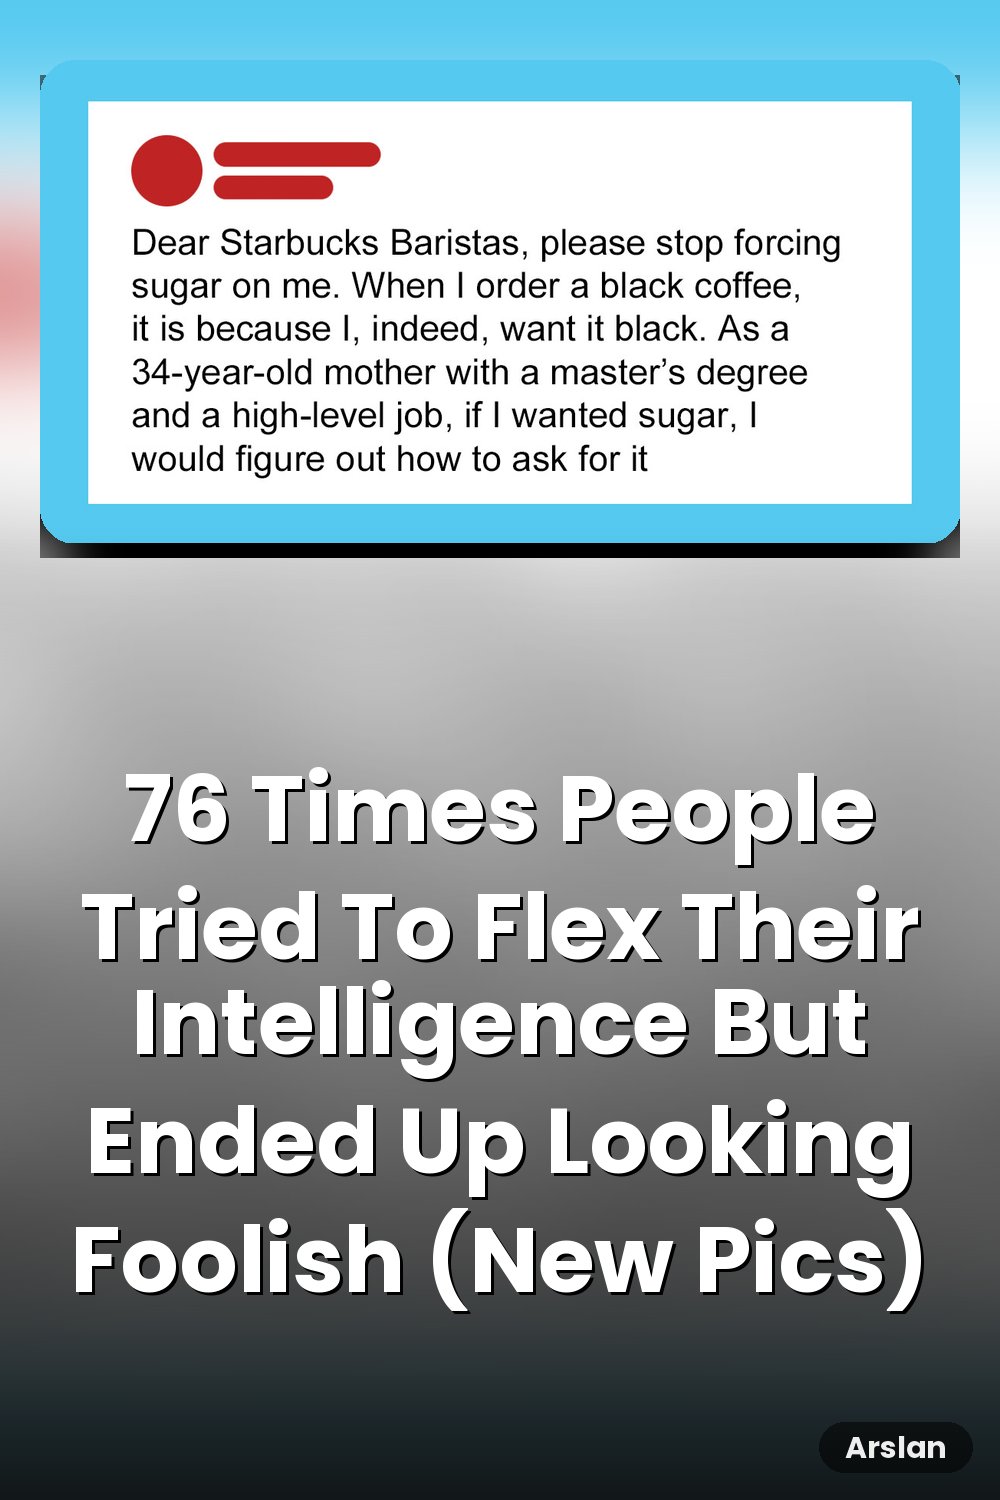 Dear Starbucks Baristas, please stop forcing
sugar on me. When I order a black coffee,
it is because I, indeed, want it black. As a
34-year-old mother with a master’s degree
and a high-level job, if I wanted sugar, I
would figure out how to ask for it
76 Times People
Tried To Flex Their
Intelligence But
Ended Up Looking
Foolish (New Pics)
Arslan